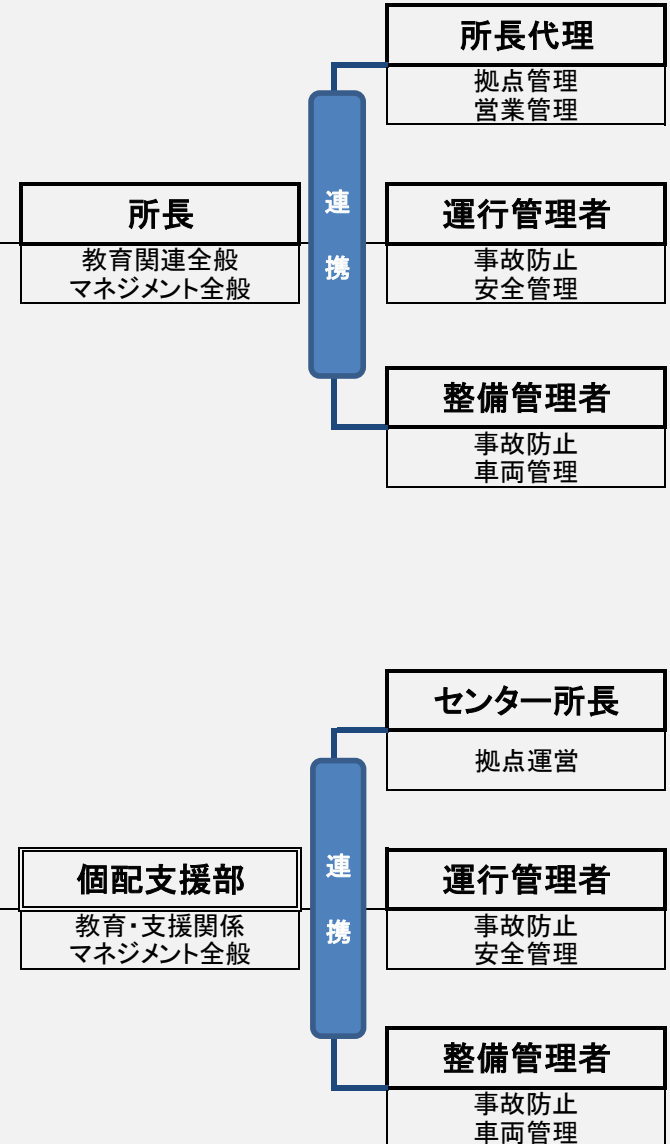 所長代理
拠点管理
営業管理
所長
教育関連全般
マネジメント全般
連
携
運行管理者
事故防止
安全管理
整備管理者
事故防止
車両管理
センター所長
拠点運営
個配支援部
教育・支援関係
マネジメント全般
連
携
運行管理者
事故防止
安全管理
整備管理者
事故防止
車両管理